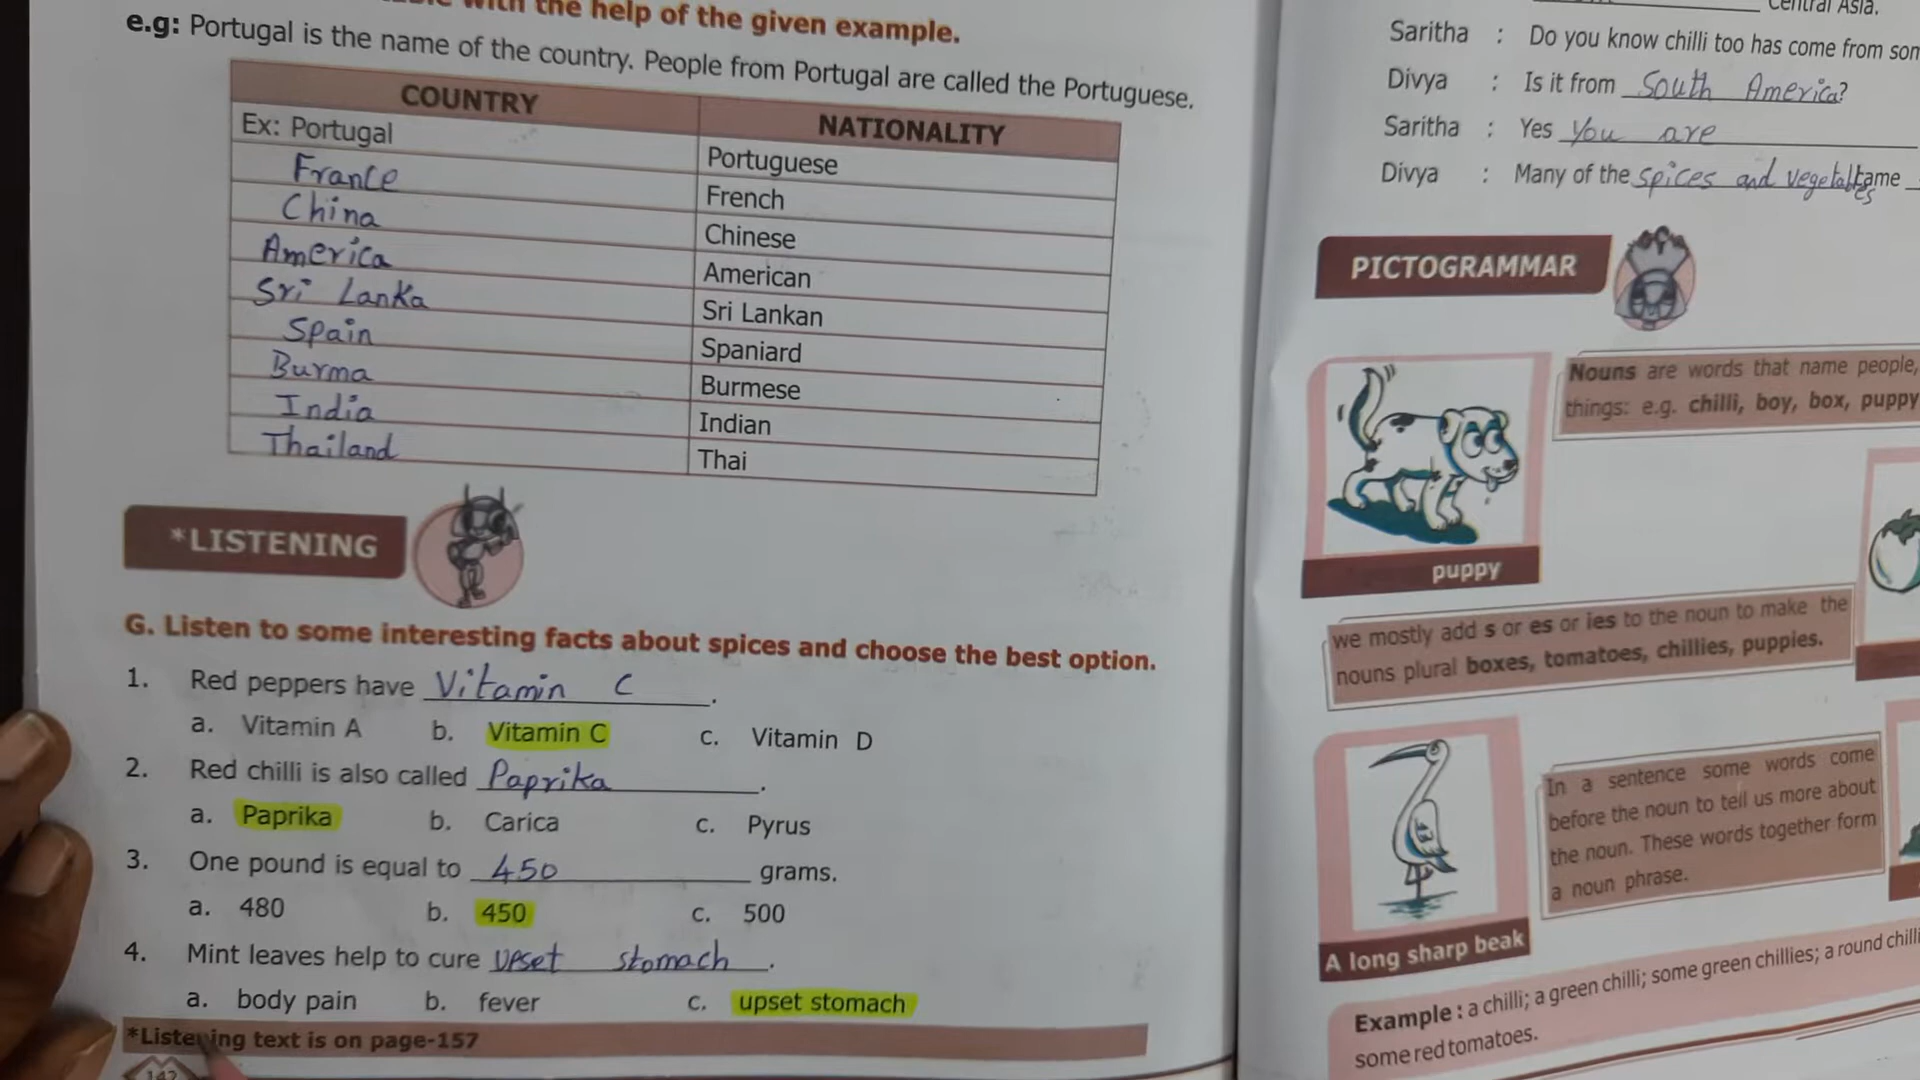 with the help of the given example.
e.g: Portugal is the name of the country. People from Portugal are called the Portuguese.
COUNTRY NATIONALITY
Ex: Portugal Portuguese
France French
China Chinese
America American
Sri Lanka Sri Lankan
Spain Spaniard
Burma Burmese
India Indian
Thailand Thai
*LISTENING
G. Listen to some interesting facts about spices and choose the best option.
1. Red peppers have Vitamin C.
a. Vitamin A b. Vitamin C c. Vitamin D
2. Red chilli is also called Paprika.
a. Paprika b. Carica c. Pyrus
3. One pound is equal to 450 grams.
a. 480 b. 450 c. 500
4. Mint leaves help to cure upset stomach.
a. body pain b. fever c. upset stomach
*Listening text is on page-157
142
Central Asia.
Saritha : Do you know chilli too has come from
Divya : Is it from South America?
Saritha : Yes You are
Divya : Many of the spices and vegetables came
PICTOGRAMMAR
Nouns are words that name people,
things: e.g. chilli, boy, box, puppy
puppy
we mostly add s or es or ies to the noun to make the
nouns plural boxes, tomatoes, chillies, puppies.
In a sentence some words come
before the noun to tell us more about
the noun. These words together form
a noun phrase.
A long sharp beak
Example : a chilli; a green chilli; some green chillies; a round
some red tomatoes.